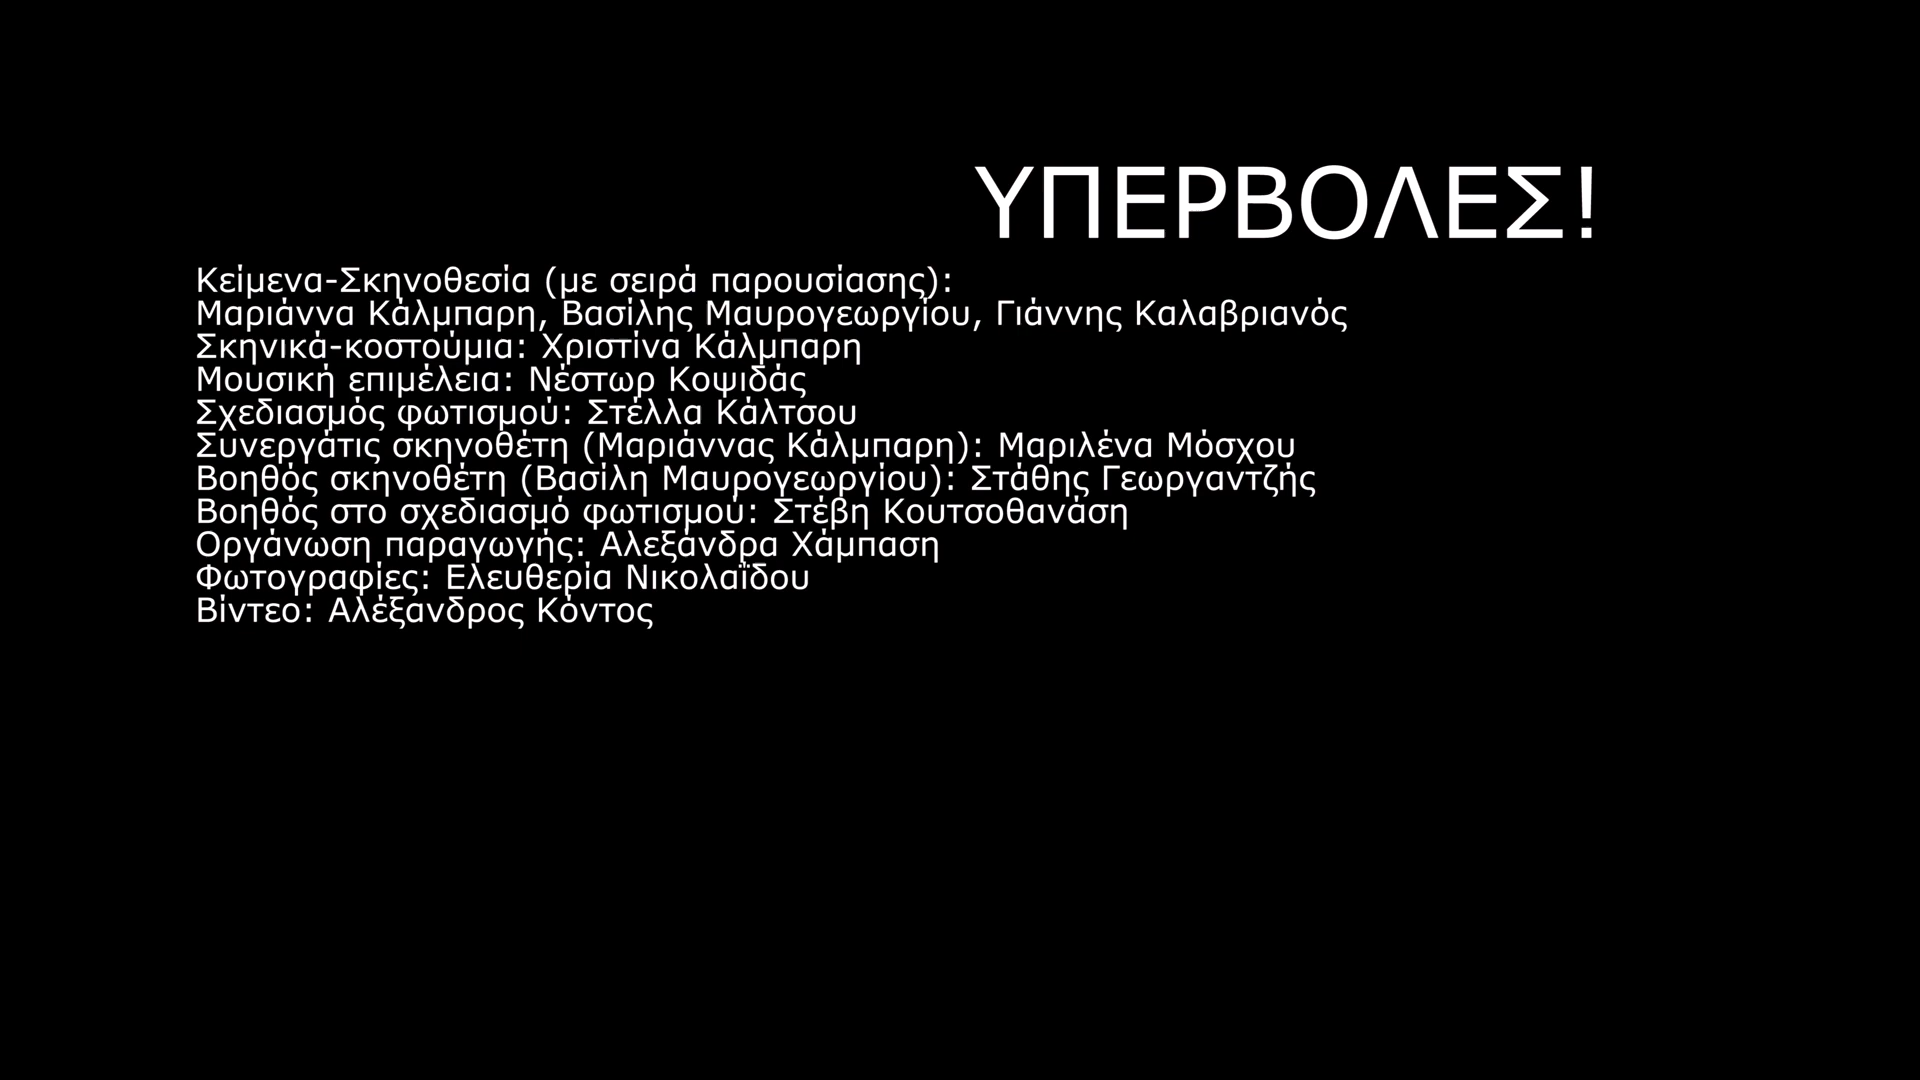 ΥΠΕΡΒΟΛΕΣ!
Κείμενα-Σκηνοθεσία (με σειρά παρουσίασης):
Μαριάννα Κάλμπαρη, Βασίλης Μαυρογεωργίου, Γιάννης Καλαβριανός
Σκηνικά-κοστούμια: Χριστίνα Κάλμπαρη
Μουσική επιμέλεια: Νέστωρ Κοψιδάς
Σχεδιασμός φωτισμού: Στέλλα Κάλτσου
Συνεργάτις σκηνοθέτη (Μαριάννας Κάλμπαρη): Μαριλένα Μόσχου
Βοηθός σκηνοθέτη (Βασίλη Μαυρογεωργίου): Στάθης Γεωργαντζής
Βοηθός στο σχεδιασμό φωτισμού: Στέβη Κουτσοθανάση
Οργάνωση παραγωγής: Αλεξάνδρα Χάμπαση
Φωτογραφίες: Ελευθερία Νικολαΐδου
Βίντεο: Αλέξανδρος Κόντος